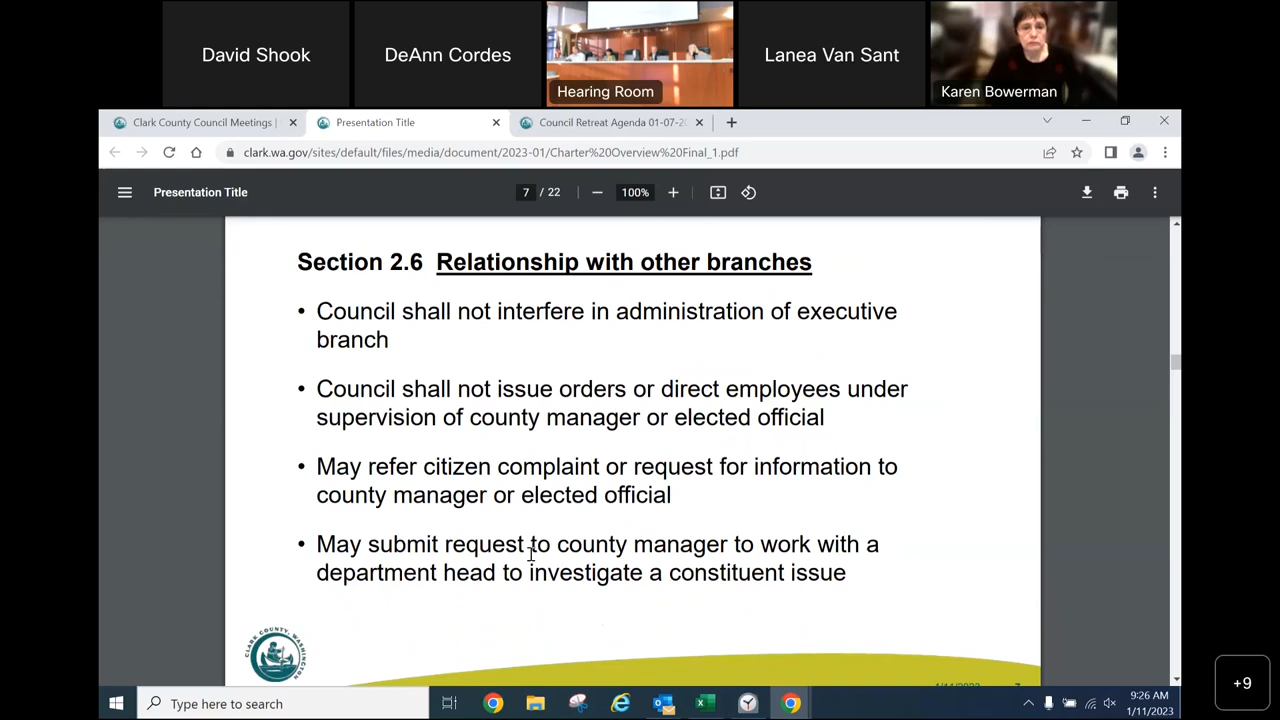 David Shook
DeAnn Cordes
Hearing Room
Lanea Van Sant
Karen Bowerman
Clark County Council Meetings |
Presentation Title
Council Retreat Agenda 01-07-20
clark.wa.gov/sites/default/files/media/document/2023-01/Charter%20Overview%20Final_1.pdf
Presentation Title
7 / 22
100%
Section 2.6 Relationship with other branches
• Council shall not interfere in administration of executive
branch
• Council shall not issue orders or direct employees under
supervision of county manager or elected official
• May refer citizen complaint or request for information to
county manager or elected official
• May submit request to county manager to work with a
department head to investigate a constituent issue
CLARK COUNTY, WASHINGTON
Type here to search
9:26 AM
1/11/2023
+9